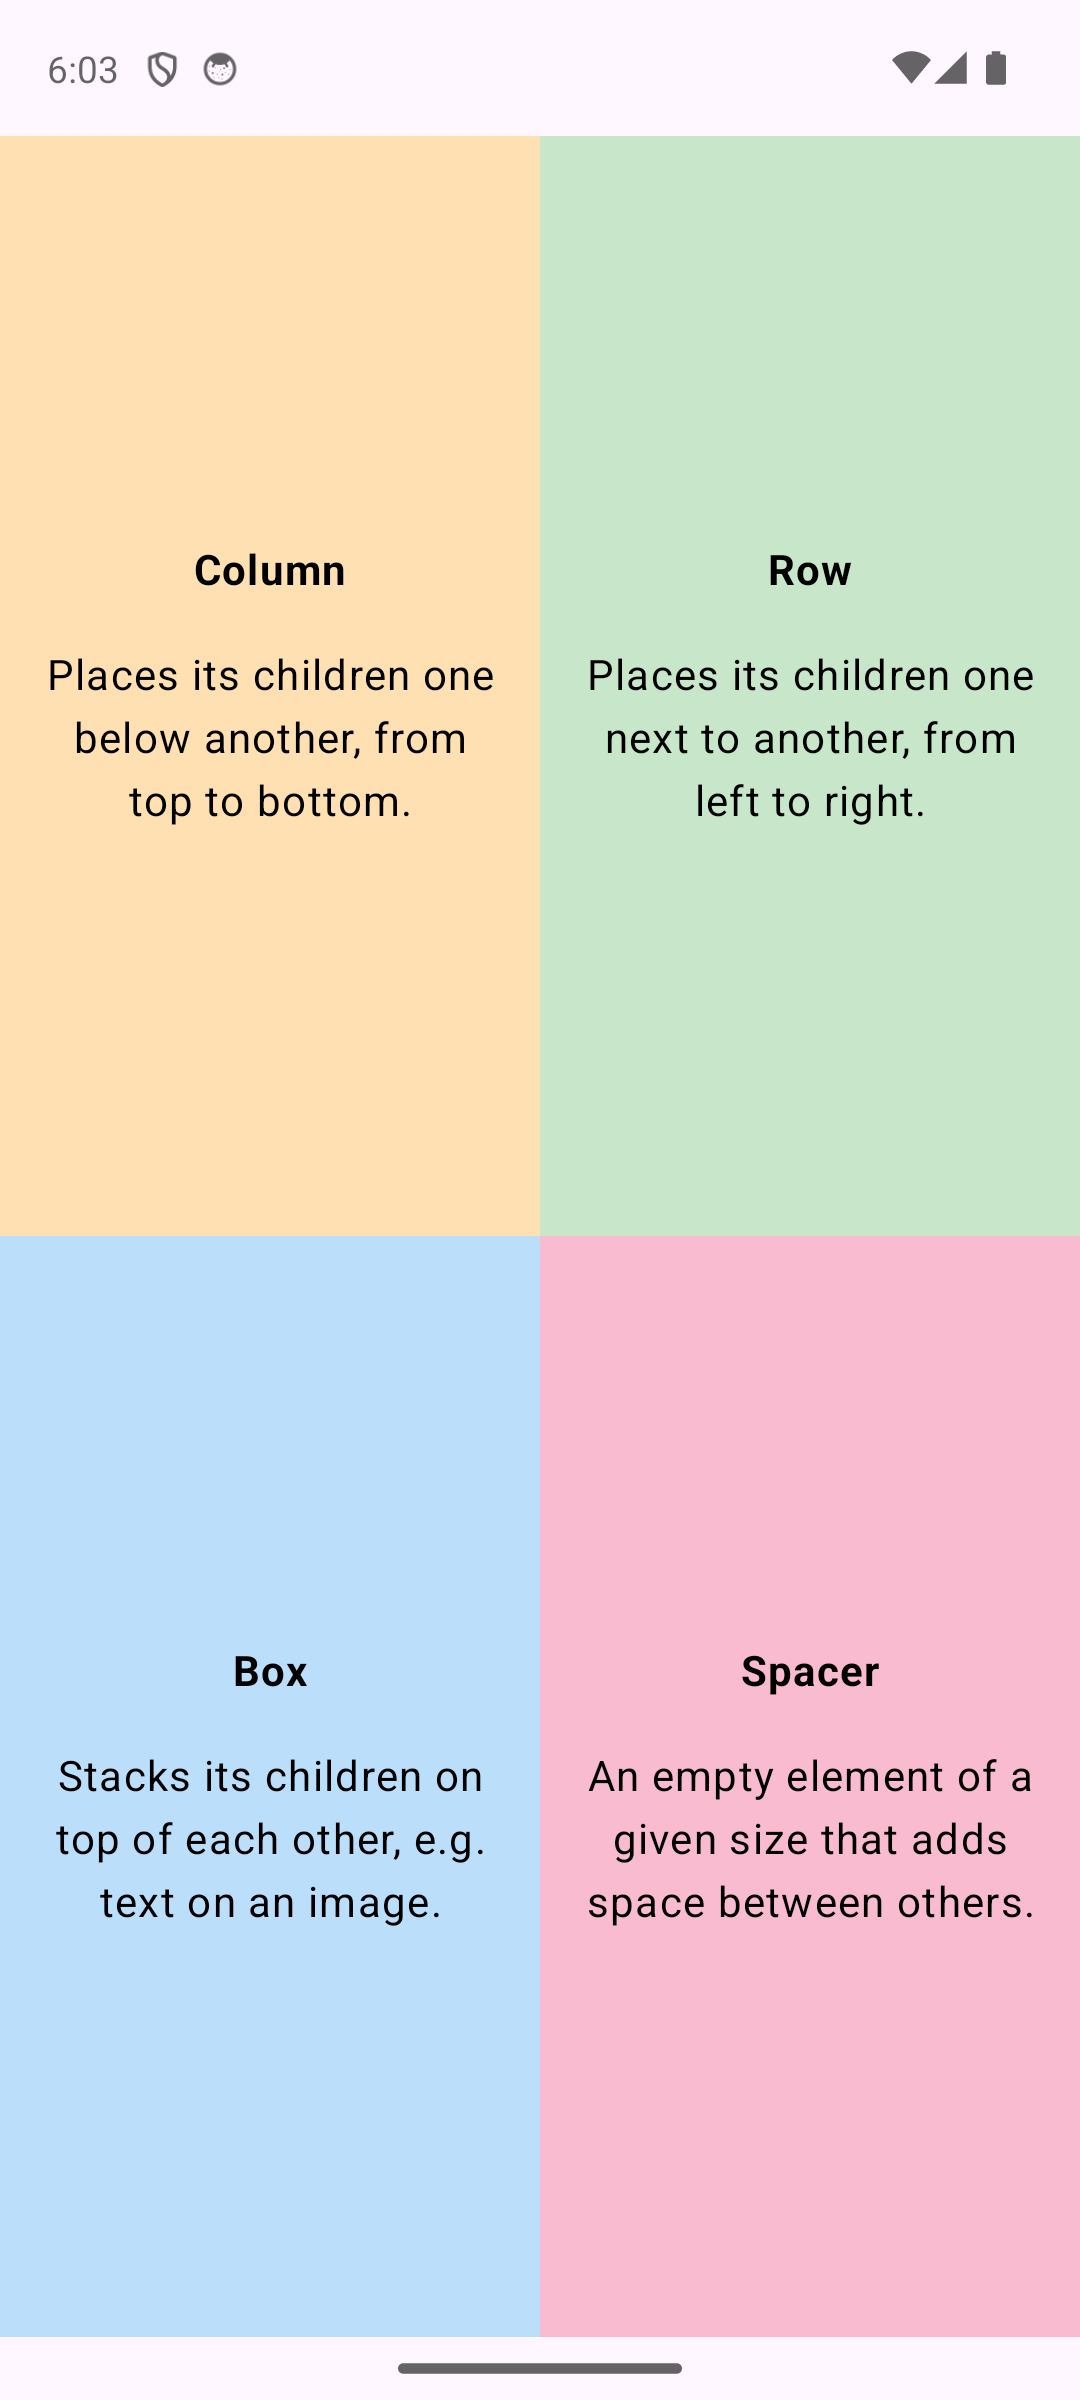 6:03
Column
Places its children one
below another, from
top to bottom.
Row
Places its children one
next to another, from
left to right.
Box
Stacks its children on
top of each other, e.g.
text on an image.
Spacer
An empty element of a
given size that adds
space between others.